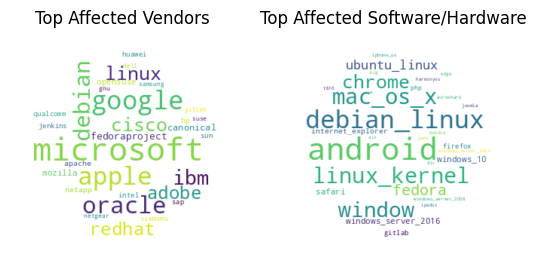 Top Affected Vendors
huawei
linux
debian
opensuse
samsung
gnu
google
gitlab
qualcomm
cisco
hp
suse
jenkins
canonical
fedoraproject
sun
microsoft
apache
mozilla
apple
ibm
netapp
intel
adobe
oracle
sap
netgear
siemens
redhat
Top Affected Software/Hardware
iphone_os
ubuntu_linux
edge
chrome
harmonyos
php
mac_os_x
wireshark
joomla
debian_linux
internet_explorer
firefox
android
windows_10
linux_kernel
safari
fedora
windows_server_2008
window
ipados
windows_server_2016
gitlab